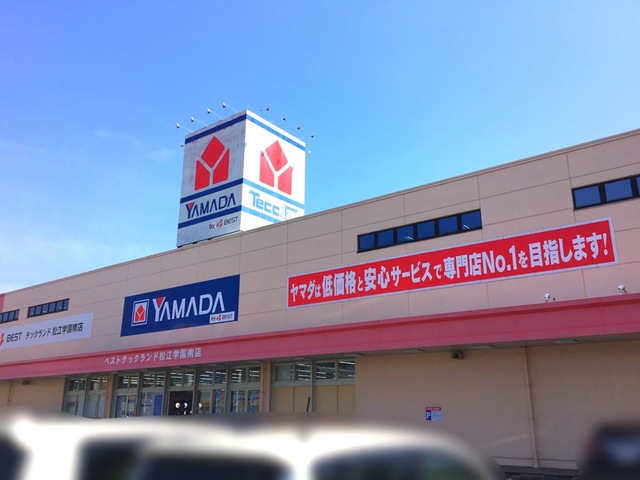 YAMADA
by BEST
Tecc
YAMADA
by BEST
BEST テックランド 松江学園南店
ベストテックランド松江学園南店
ヤマダは低価格と安心サービスで専門店No.1を目指します!
P